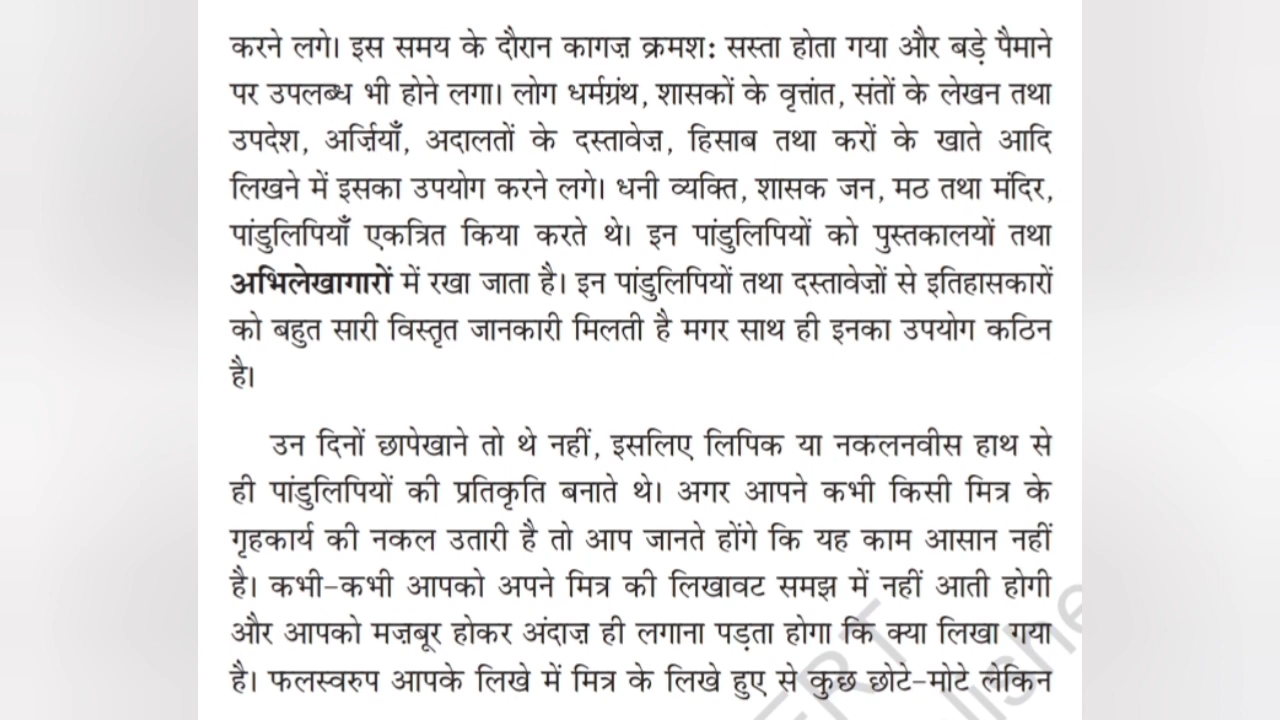 करने लगे। इस समय के दौरान कागज़ क्रमश: सस्ता होता गया और बड़े पैमाने
पर उपलब्ध भी होने लगा। लोग धर्मग्रंथ, शासकों के वृत्तांत, संतों के लेखन तथा
उपदेश, अर्ज़ियाँ, अदालतों के दस्तावेज़, हिसाब तथा करों के खाते आदि
लिखने में इसका उपयोग करने लगे। धनी व्यक्ति, शासक जन, मठ तथा मंदिर,
पांडुलिपियाँ एकत्रित किया करते थे। इन पांडुलिपियों को पुस्तकालयों तथा
अभिलेखागारों में रखा जाता है। इन पांडुलिपियों तथा दस्तावेज़ों से इतिहासकारों
को बहुत सारी विस्तृत जानकारी मिलती है मगर साथ ही इनका उपयोग कठिन
है।
उन दिनों छापेखाने तो थे नहीं, इसलिए लिपिक या नकलनवीस हाथ से
ही पांडुलिपियों की प्रतिकृति बनाते थे। अगर आपने कभी किसी मित्र के
गृहकार्य की नकल उतारी है तो आप जानते होंगे कि यह काम आसान नहीं
है। कभी-कभी आपको अपने मित्र की लिखावट समझ में नहीं आती होगी
और आपको मज़बूर होकर अंदाज़ ही लगाना पड़ता होगा कि क्या लिखा गया
है। फलस्वरुप आपके लिखे में मित्र के लिखे हुए से कुछ छोटे-मोटे लेकिन